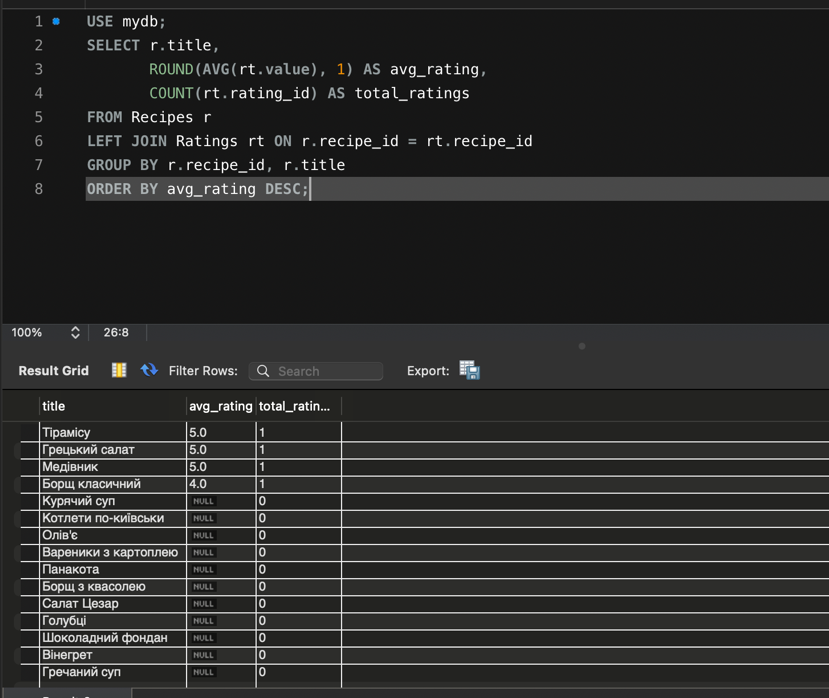 1 USE mydb;
2 SELECT r.title,
3 ROUND(AVG(rt.value), 1) AS avg_rating,
4 COUNT(rt.rating_id) AS total_ratings
5 FROM Recipes r
6 LEFT JOIN Ratings rt ON r.recipe_id = rt.recipe_id
7 GROUP BY r.recipe_id, r.title
8 ORDER BY avg_rating DESC;
100% 26:8
Result Grid Filter Rows: Search Export:
title avg_rating total_ratin...
Тірамісу 5.0 1
Грецький салат 5.0 1
Медівник 5.0 1
Борщ класичний 4.0 1
Курячий суп NULL 0
Котлети по-київськи NULL 0
Олів'є NULL 0
Вареники з картоплею NULL 0
Панакота NULL 0
Борщ з квасолею NULL 0
Салат Цезар NULL 0
Голубці NULL 0
Шоколадний фондан NULL 0
Вінегрет NULL 0
Гречаний суп NULL 0